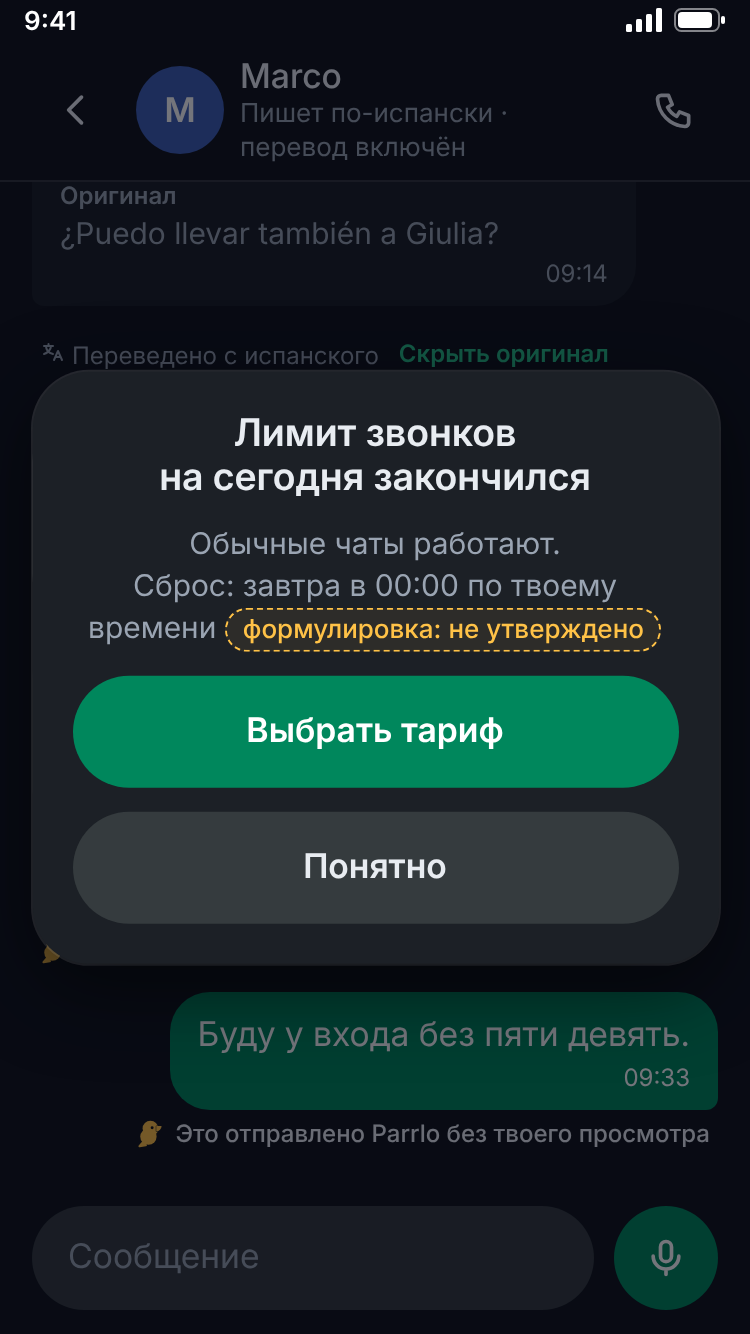 9:41
M
Marco
Пишет по-испански ·
перевод включён
Оригинал
¿Puedo llevar también a Giulia?
09:14
Переведено с испанского Скрыть оригинал
Лимит звонков
на сегодня закончился
Обычные чаты работают.
Сброс: завтра в 00:00 по твоему
времени формулировка: не утверждено
Выбрать тариф
Понятно
Буду у входа без пяти девять.
09:33
Это отправлено Parrlo без твоего просмотра
Сообщение